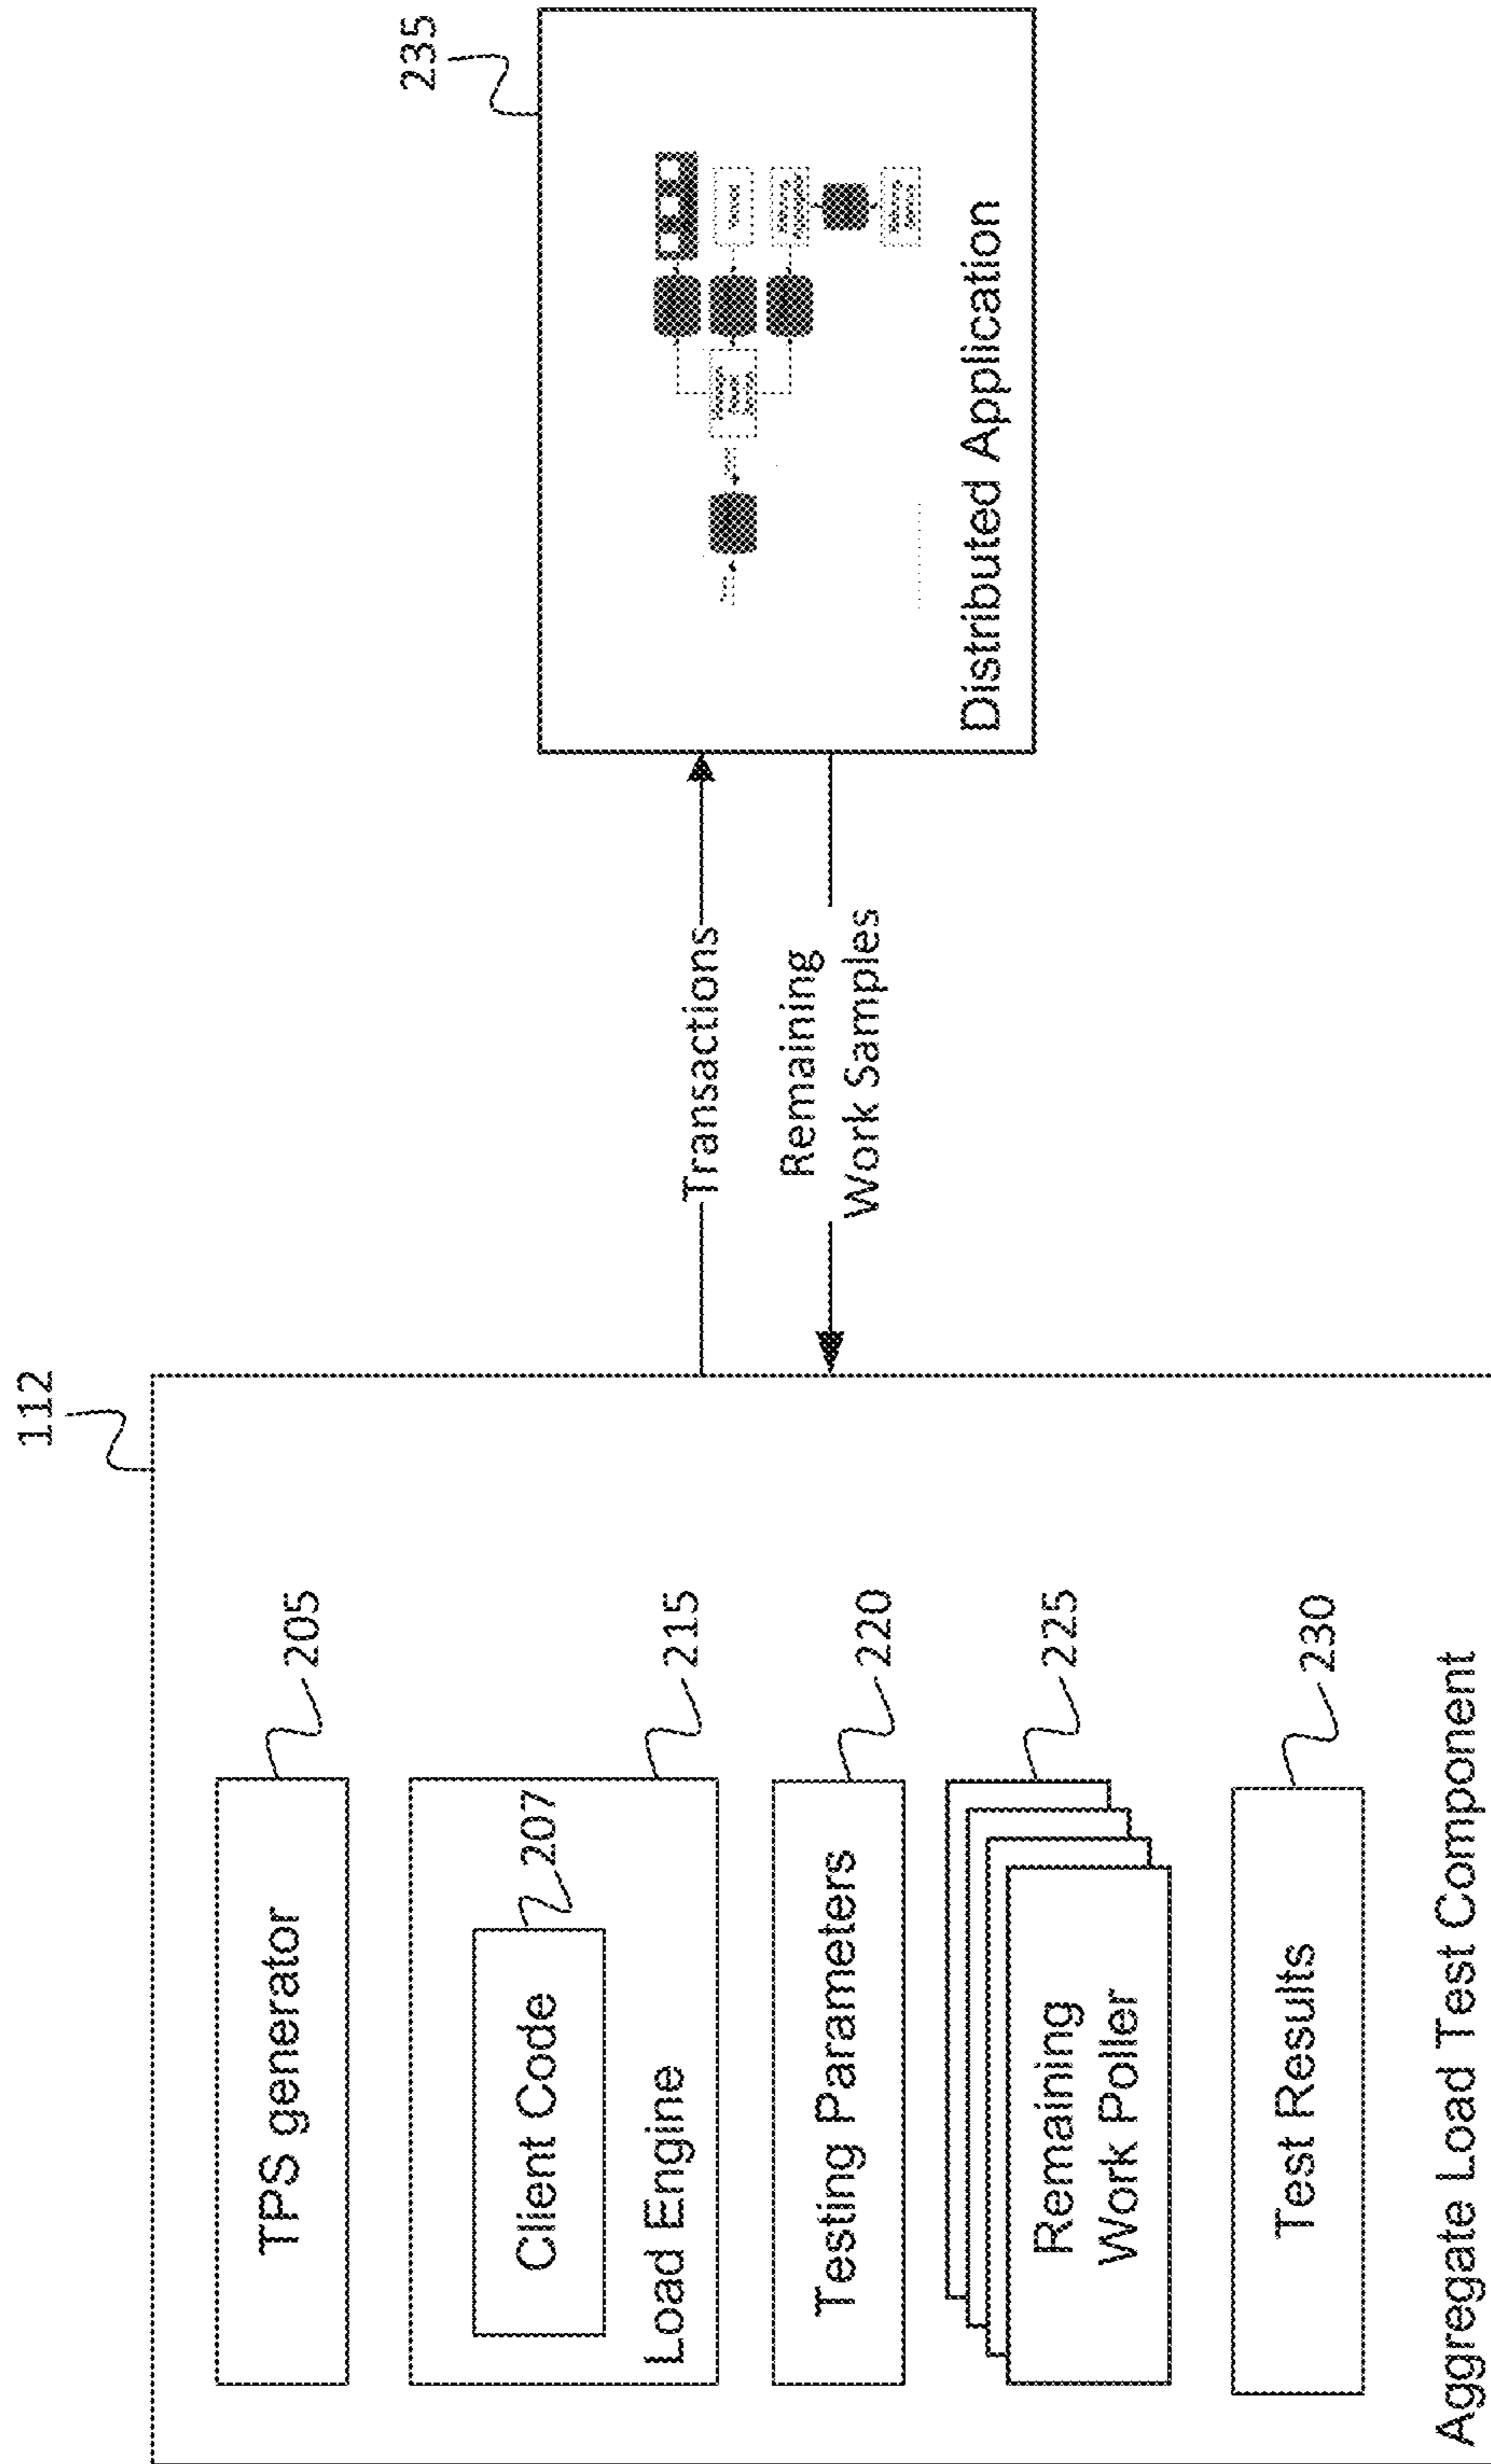 112
TPS generator
205
Client Code
207
Load Engine
215
Testing Parameters
220
Remaining
Work Poller
225
Test Results
230
Aggregate Load Test Component
Transactions
Remaining
Work Samples
235
Distributed Application